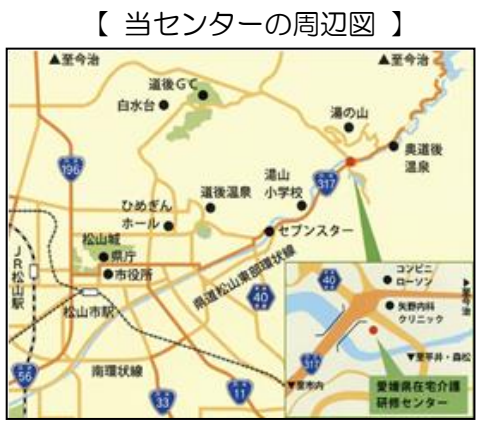 【 当センターの周辺図 】
▲至今治
▲至今治
道後GC
白水台
湯の山
奥道後
温泉
196
317
湯山
小学校
道後温泉
ひめぎん
ホール
セブンスター
松山城
県庁
市役所
JR松山駅
松山市駅
県道松山東部環状線
40
南環状線
56
33
11
40
コンビニ
ローソン
▶至今治
矢野内科
クリニック
317
▼至平井・森松
▼至市内
愛媛県在宅介護
研修センター